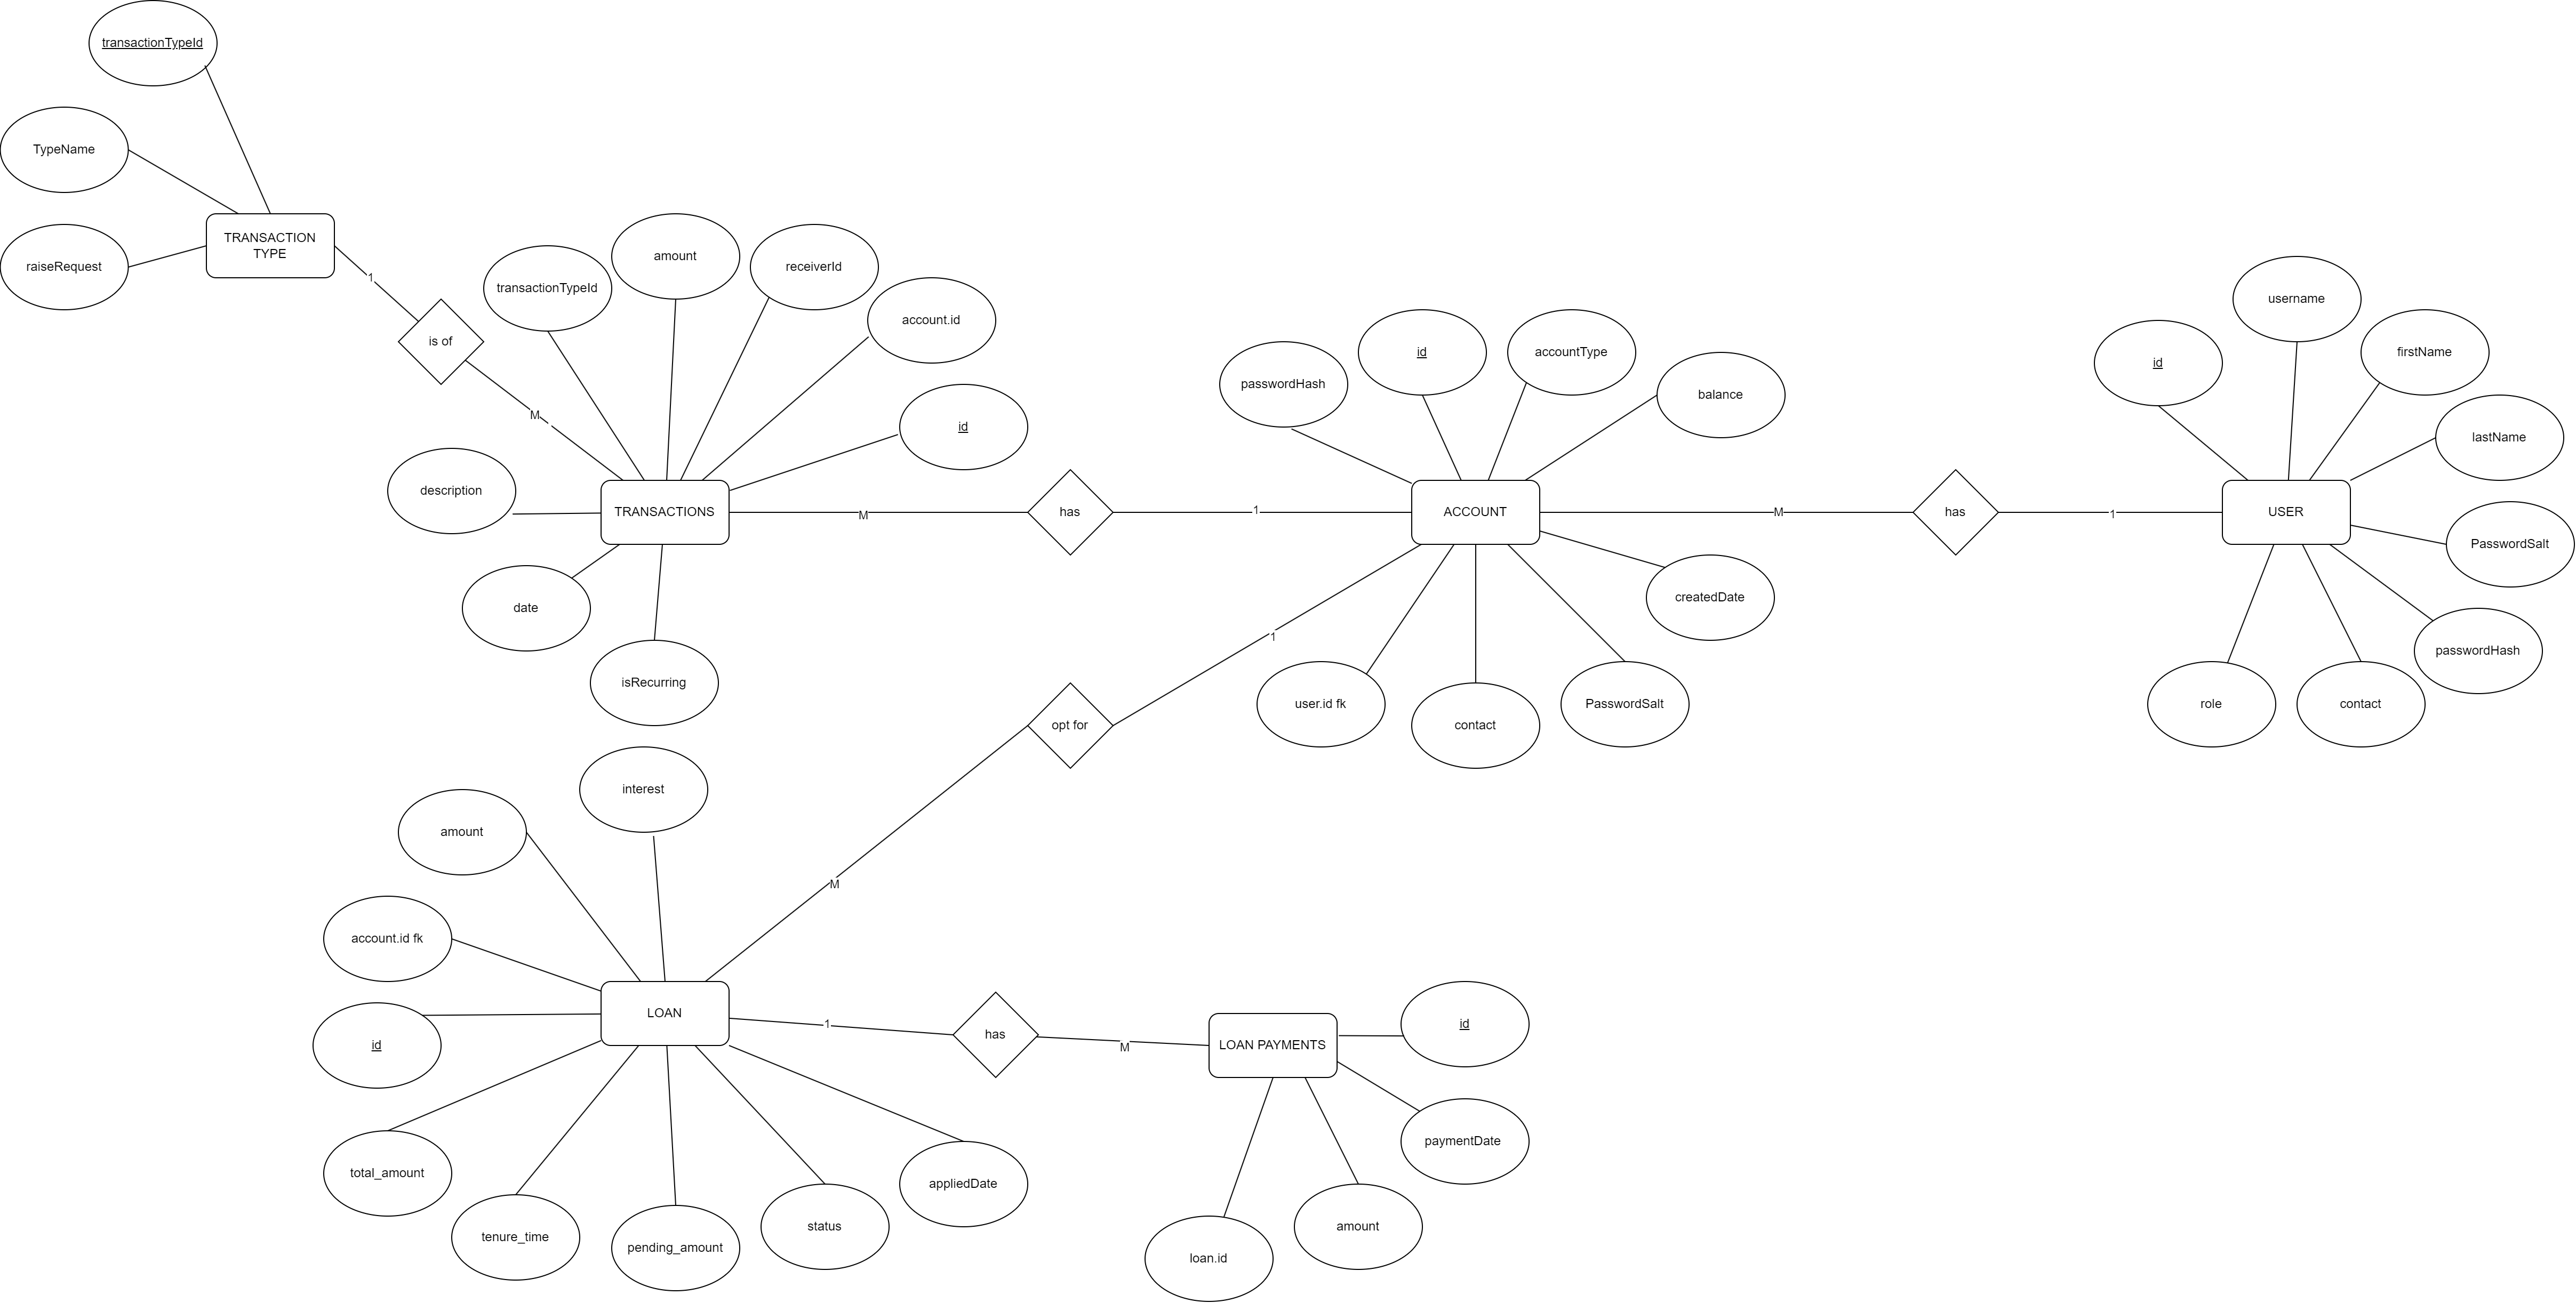 transactionTypeId
TypeName
raiseRequest
TRANSACTION
TYPE
1
is of
M
transactionTypeId
amount
receiverId
account.id
id
description
TRANSACTIONS
date
isRecurring
M
has
1
passwordHash
id
accountType
balance
ACCOUNT
createdDate
user.id fk
contact
PasswordSalt
M
has
1
id
username
firstName
lastName
USER
PasswordSalt
passwordHash
role
contact
1
opt for
M
interest
amount
account.id fk
LOAN
id
total_amount
tenure_time
pending_amount
status
appliedDate
1
has
M
LOAN PAYMENTS
id
paymentDate
amount
loan.id